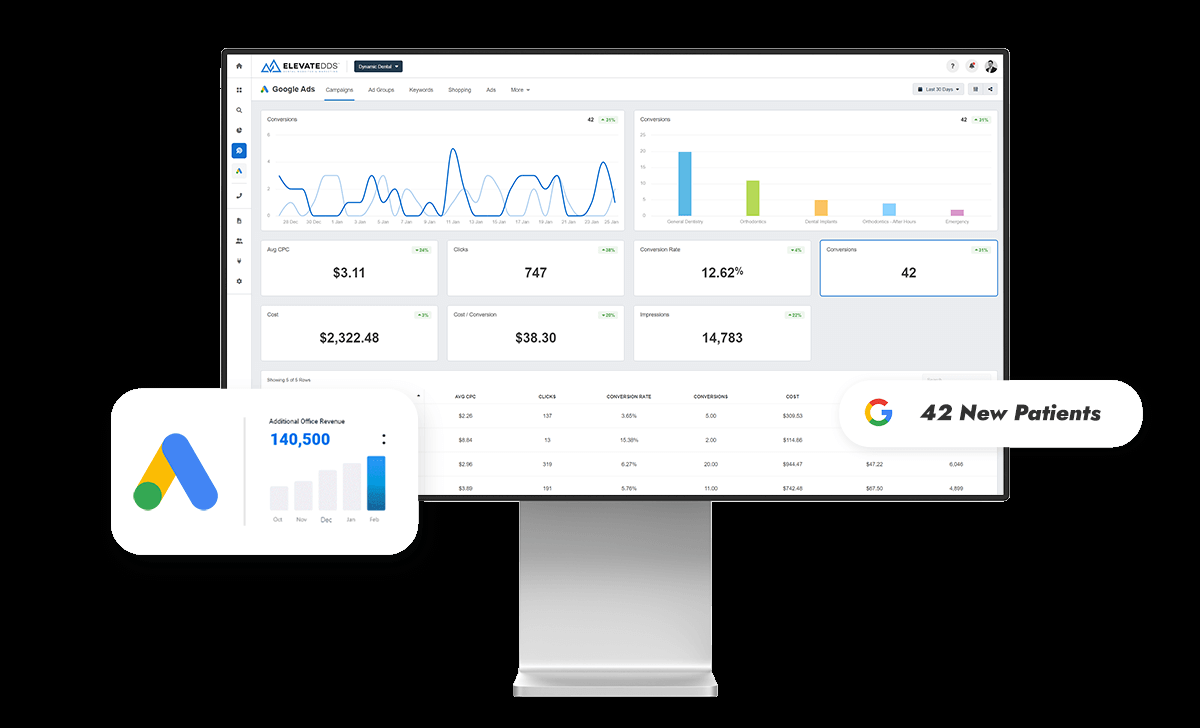 ELEVATEDDS Dynamic Dental ?
Google Ads Campaigns Ad Groups Keywords Shopping Ads More Last 30 Days
Conversions 42 31%
6
4
2
0
29 Dec 30 Dec 1 Jan 3 Jan 5 Jan 7 Jan 9 Jan 11 Jan 13 Jan 15 Jan 17 Jan 19 Jan 21 Jan 23 Jan 25 Jan
Conversions 42 31%
25
20
15
10
5
0
General Dentistry Orthodontics Dental Implants Orthodontics - After Hours Emergency
Avg CPC 24%
$3.11
Clicks 38%
747
Conversion Rate 4%
12.62%
Conversions 31%
42
Cost 3%
$2,322.48
Cost / Conversion 20%
$38.30
Impressions 22%
14,783
Showing 5 of 5 Rows Search
AVG CPC CLICKS CONVERSION RATE CONVERSIONS COST
$2.26 137 3.65% 5.00 $309.53
$8.84 13 15.38% 2.00 $114.86
$2.96 319 6.27% 20.00 $944.47 $47.22 6,046
$3.89 191 5.76% 11.00 $742.48 $67.50 4,899
Additional Office Revenue
140,500
Oct Nov Dec Jan Feb
42 New Patients